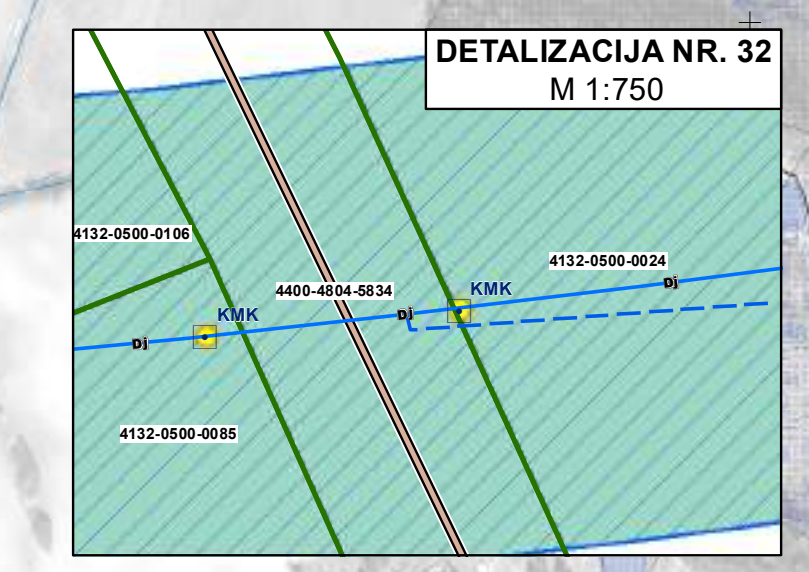 DETALIZACIJA NR. 32
M 1:750
4132-0500-0106
4132-0500-0024
4400-4804-5834
KMK
Dj
KMK
Dj
Dj
4132-0500-0085